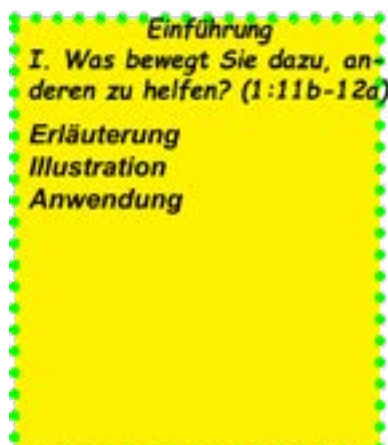 Einführung
I. Was bewegt Sie dazu, an-
deren zu helfen? (1:11b-12a)
Erläuterung
Illustration
Anwendung